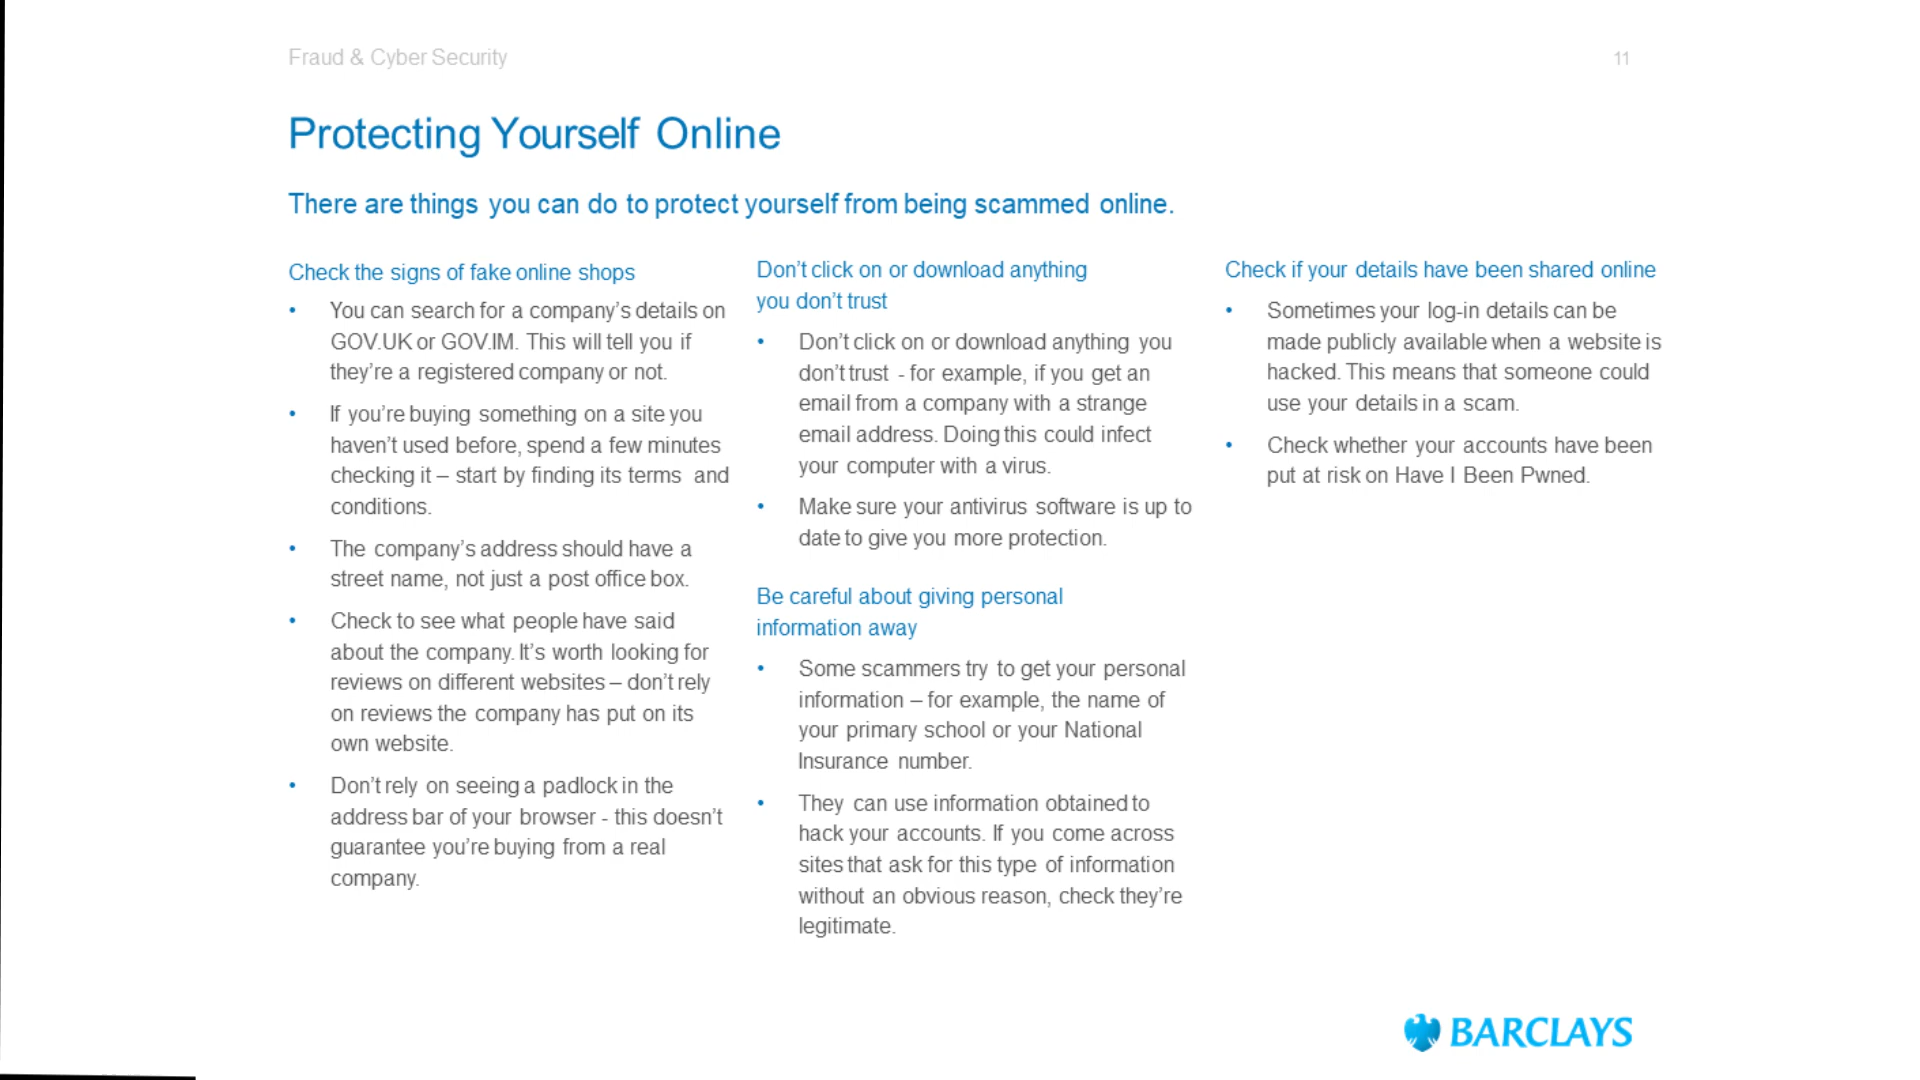 Fraud & Cyber Security
11
Protecting Yourself Online
There are things you can do to protect yourself from being scammed online.
Check the signs of fake online shops
• You can search for a company's details on
GOV.UK or GOV.IM. This will tell you if
they're a registered company or not.
• If you're buying something on a site you
haven't used before, spend a few minutes
checking it – start by finding its terms and
conditions.
• The company's address should have a
street name, not just a post office box.
• Check to see what people have said
about the company. It's worth looking for
reviews on different websites – don't rely
on reviews the company has put on its
own website.
• Don't rely on seeing a padlock in the
address bar of your browser - this doesn't
guarantee you're buying from a real
company.
Don't click on or download anything
you don't trust
• Don't click on or download anything you
don't trust - for example, if you get an
email from a company with a strange
email address. Doing this could infect
your computer with a virus.
• Make sure your antivirus software is up to
date to give you more protection.
Be careful about giving personal
information away
• Some scammers try to get your personal
information – for example, the name of
your primary school or your National
Insurance number.
• They can use information obtained to
hack your accounts. If you come across
sites that ask for this type of information
without an obvious reason, check they're
legitimate.
Check if your details have been shared online
• Sometimes your log-in details can be
made publicly available when a website is
hacked. This means that someone could
use your details in a scam.
• Check whether your accounts have been
put at risk on Have I Been Pwned.
BARCLAYS